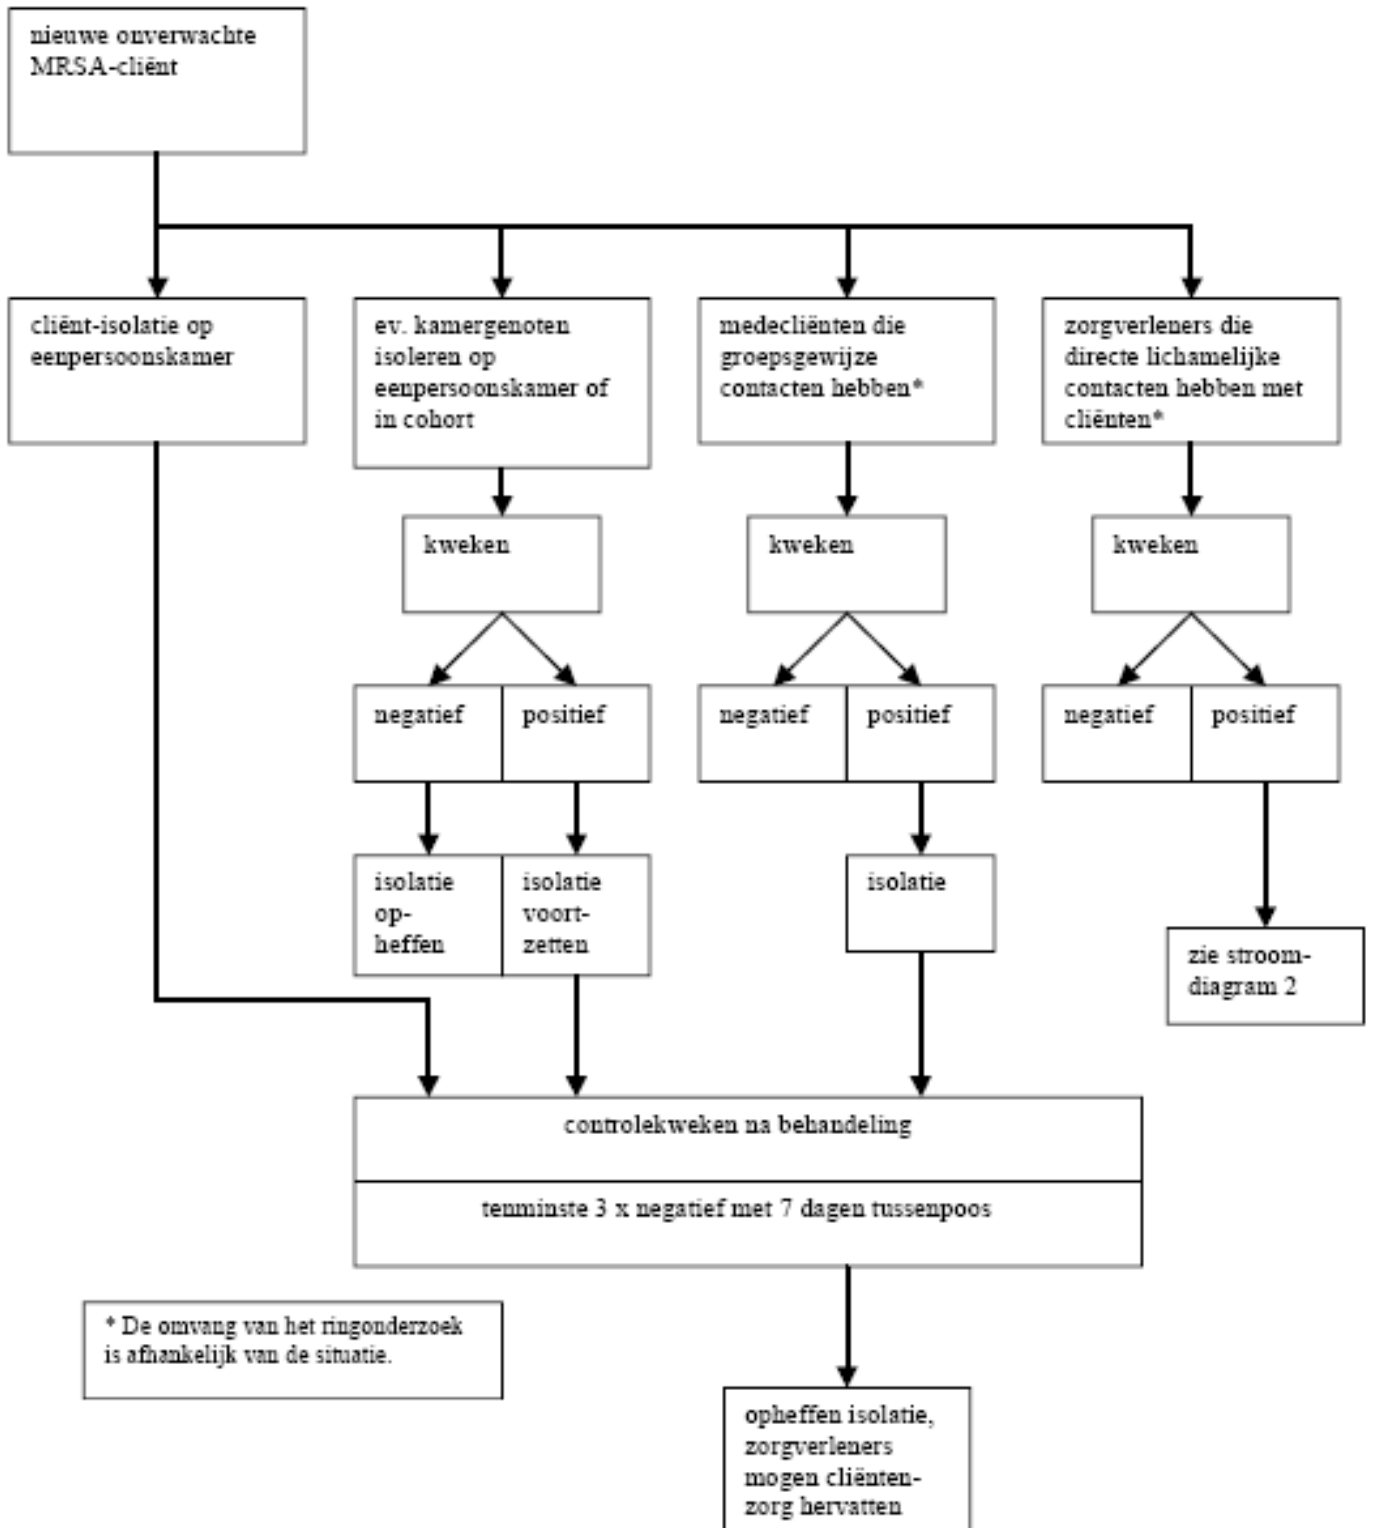 nieuwe onverwachte
MRSA-cliënt
cliënt-isolatie op
eenpersoonskamer
ev. kamergenoten
isoleren op
eenpersoonskamer of
in cohort
medecliënten die
groepsgewijze
contacten hebben*
zorgverleners die
directe lichamelijke
contacten hebben met
cliënten*
kweken
kweken
kweken
negatief
positief
negatief
positief
negatief
positief
isolatie
op-
heffen
isolatie
voort-
zetten
isolatie
zie stroom-
diagram 2
controlekweken na behandeling
tenminste 3 x negatief met 7 dagen tussenpoos
* De omvang van het ringonderzoek
is afhankelijk van de situatie.
opheffen isolatie,
zorgverleners
mogen cliënten-
zorg hervatten